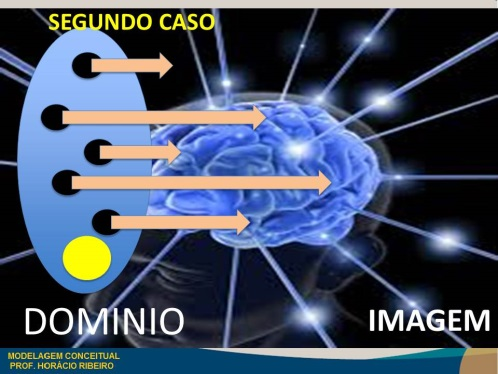 SEGUNDO CASO
DOMINIO
IMAGEM
MODELAGEM CONCEITUAL
PROF. HORÁCIO RIBEIRO